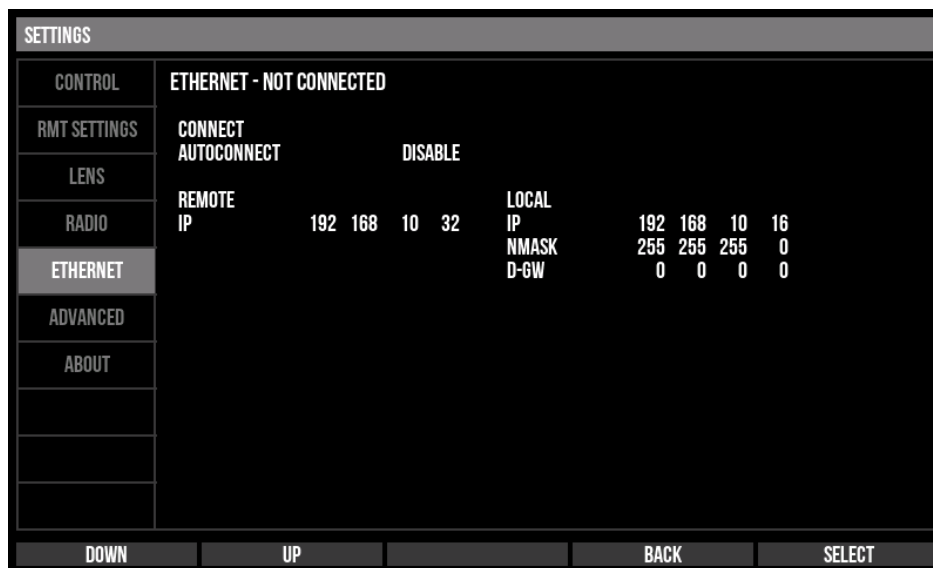 SETTINGS
CONTROL
RMT SETTINGS
LENS
RADIO
ETHERNET
ADVANCED
ABOUT
ETHERNET - NOT CONNECTED
CONNECT
AUTOCONNECT DISABLE
REMOTE
IP 192 168 10 32
LOCAL
IP 192 168 10 16
NMASK 255 255 255 0
D-GW 0 0 0 0
DOWN UP BACK SELECT